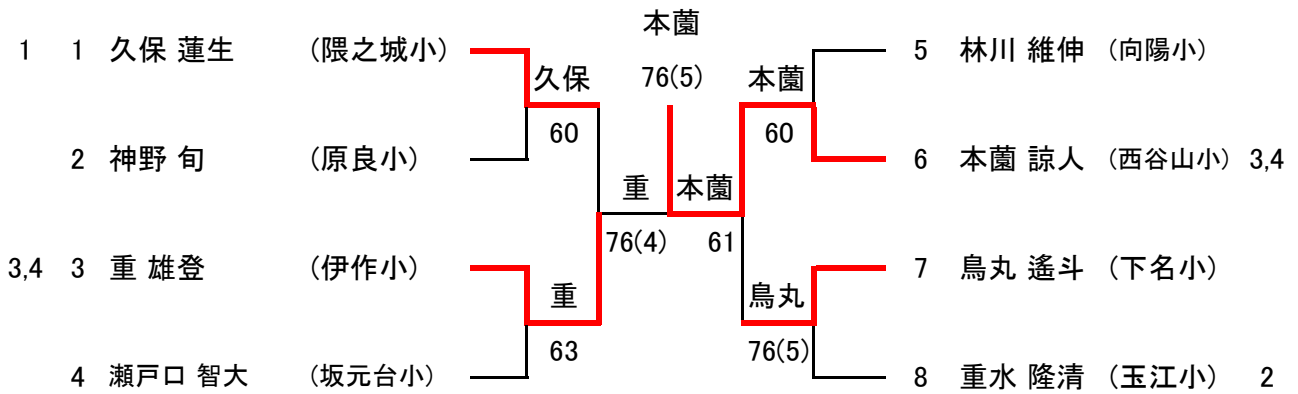 本薗
1 1 久保 蓮生 (隈之城小) 5 林川 維伸 (向陽小)
久保 76(5) 本薗
60 60
2 神野 旬 (原良小) 6 本薗 諒人 (西谷山小) 3,4
重 本薗
76(4) 61
3,4 3 重 雄登 (伊作小) 7 鳥丸 遙斗 (下名小)
重 鳥丸
63 76(5)
4 瀬戸口 智大 (坂元台小) 8 重水 隆清 (玉江小) 2